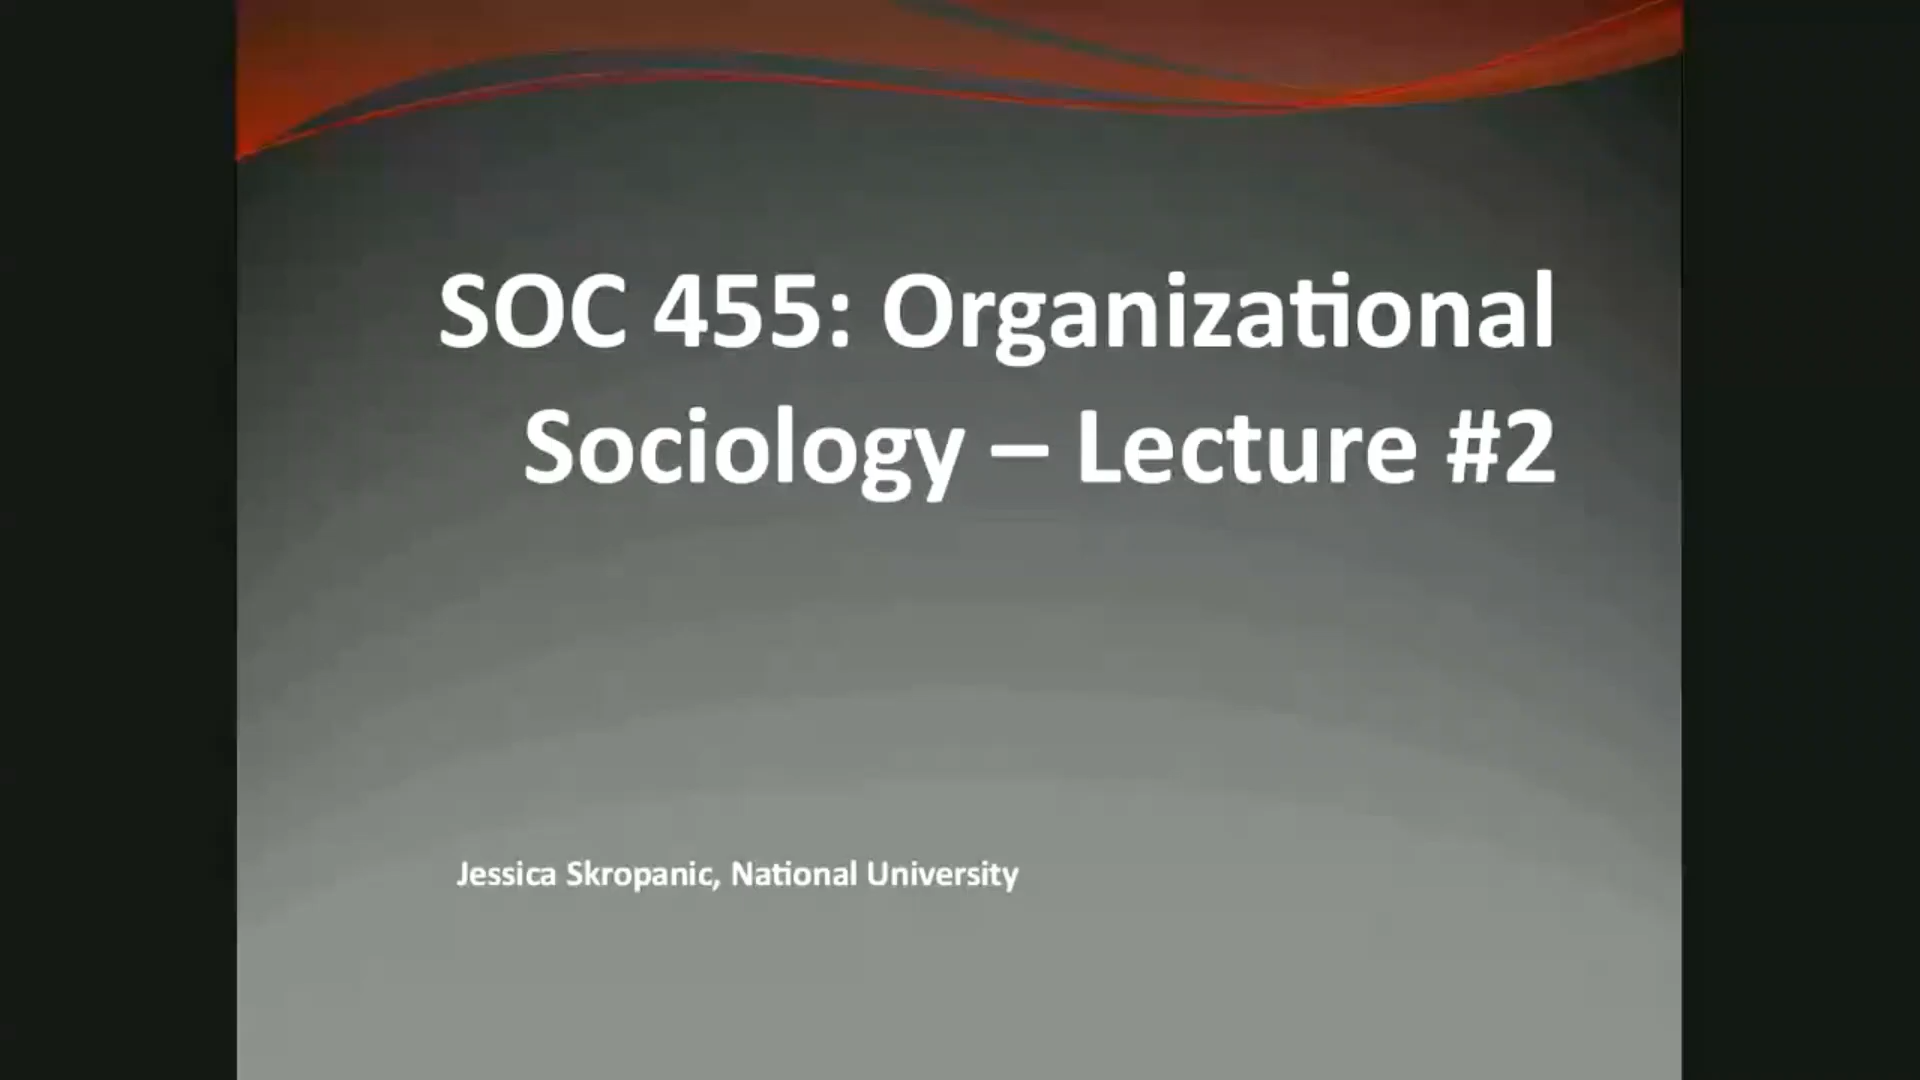 SOC 455: Organizational
Sociology – Lecture #2
Jessica Skropanic, National University